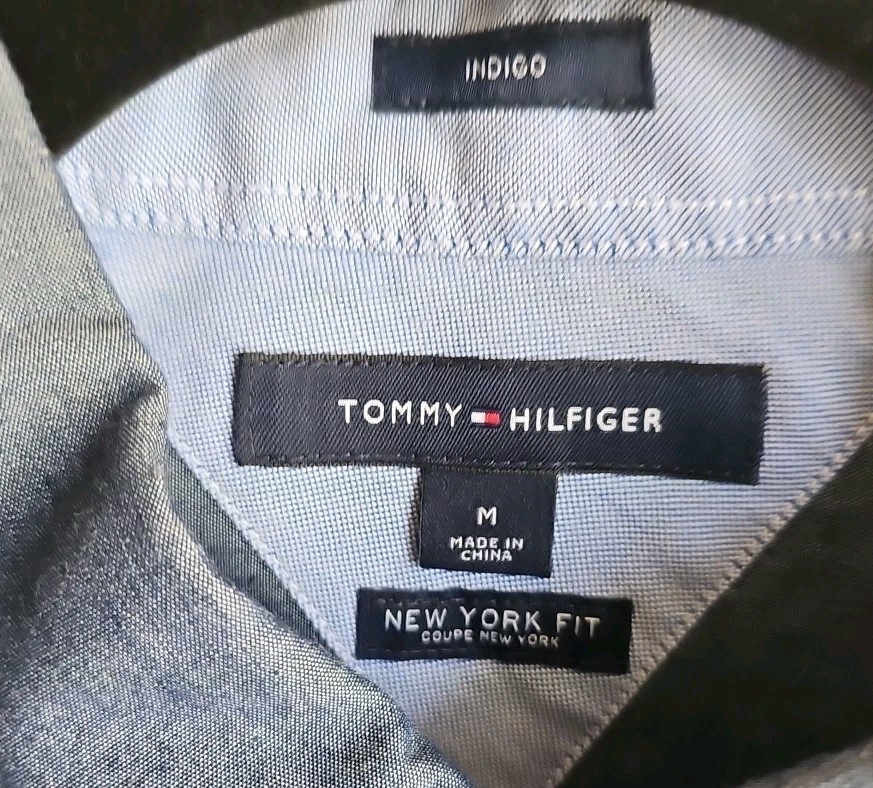 INDIGO
TOMMY HILFIGER
M
MADE IN
CHINA
NEW YORK FIT
COUPE NEW YORK